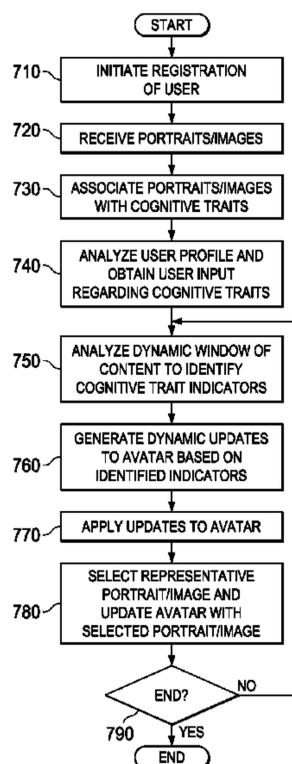 START
710
INITIATE REGISTRATION
OF USER
720
RECEIVE PORTRAITS/IMAGES
730
ASSOCIATE PORTRAITS/IMAGES
WITH COGNITIVE TRAITS
740
ANALYZE USER PROFILE AND
OBTAIN USER INPUT
REGARDING COGNITIVE TRAITS
750
ANALYZE DYNAMIC WINDOW OF
CONTENT TO IDENTIFY
COGNITIVE TRAIT INDICATORS
760
GENERATE DYNAMIC UPDATES
TO AVATAR BASED ON
IDENTIFIED INDICATORS
770
APPLY UPDATES TO AVATAR
780
SELECT REPRESENTATIVE
PORTRAIT/IMAGE AND
UPDATE AVATAR WITH
SELECTED PORTRAIT/IMAGE
END?
NO
790
YES
END